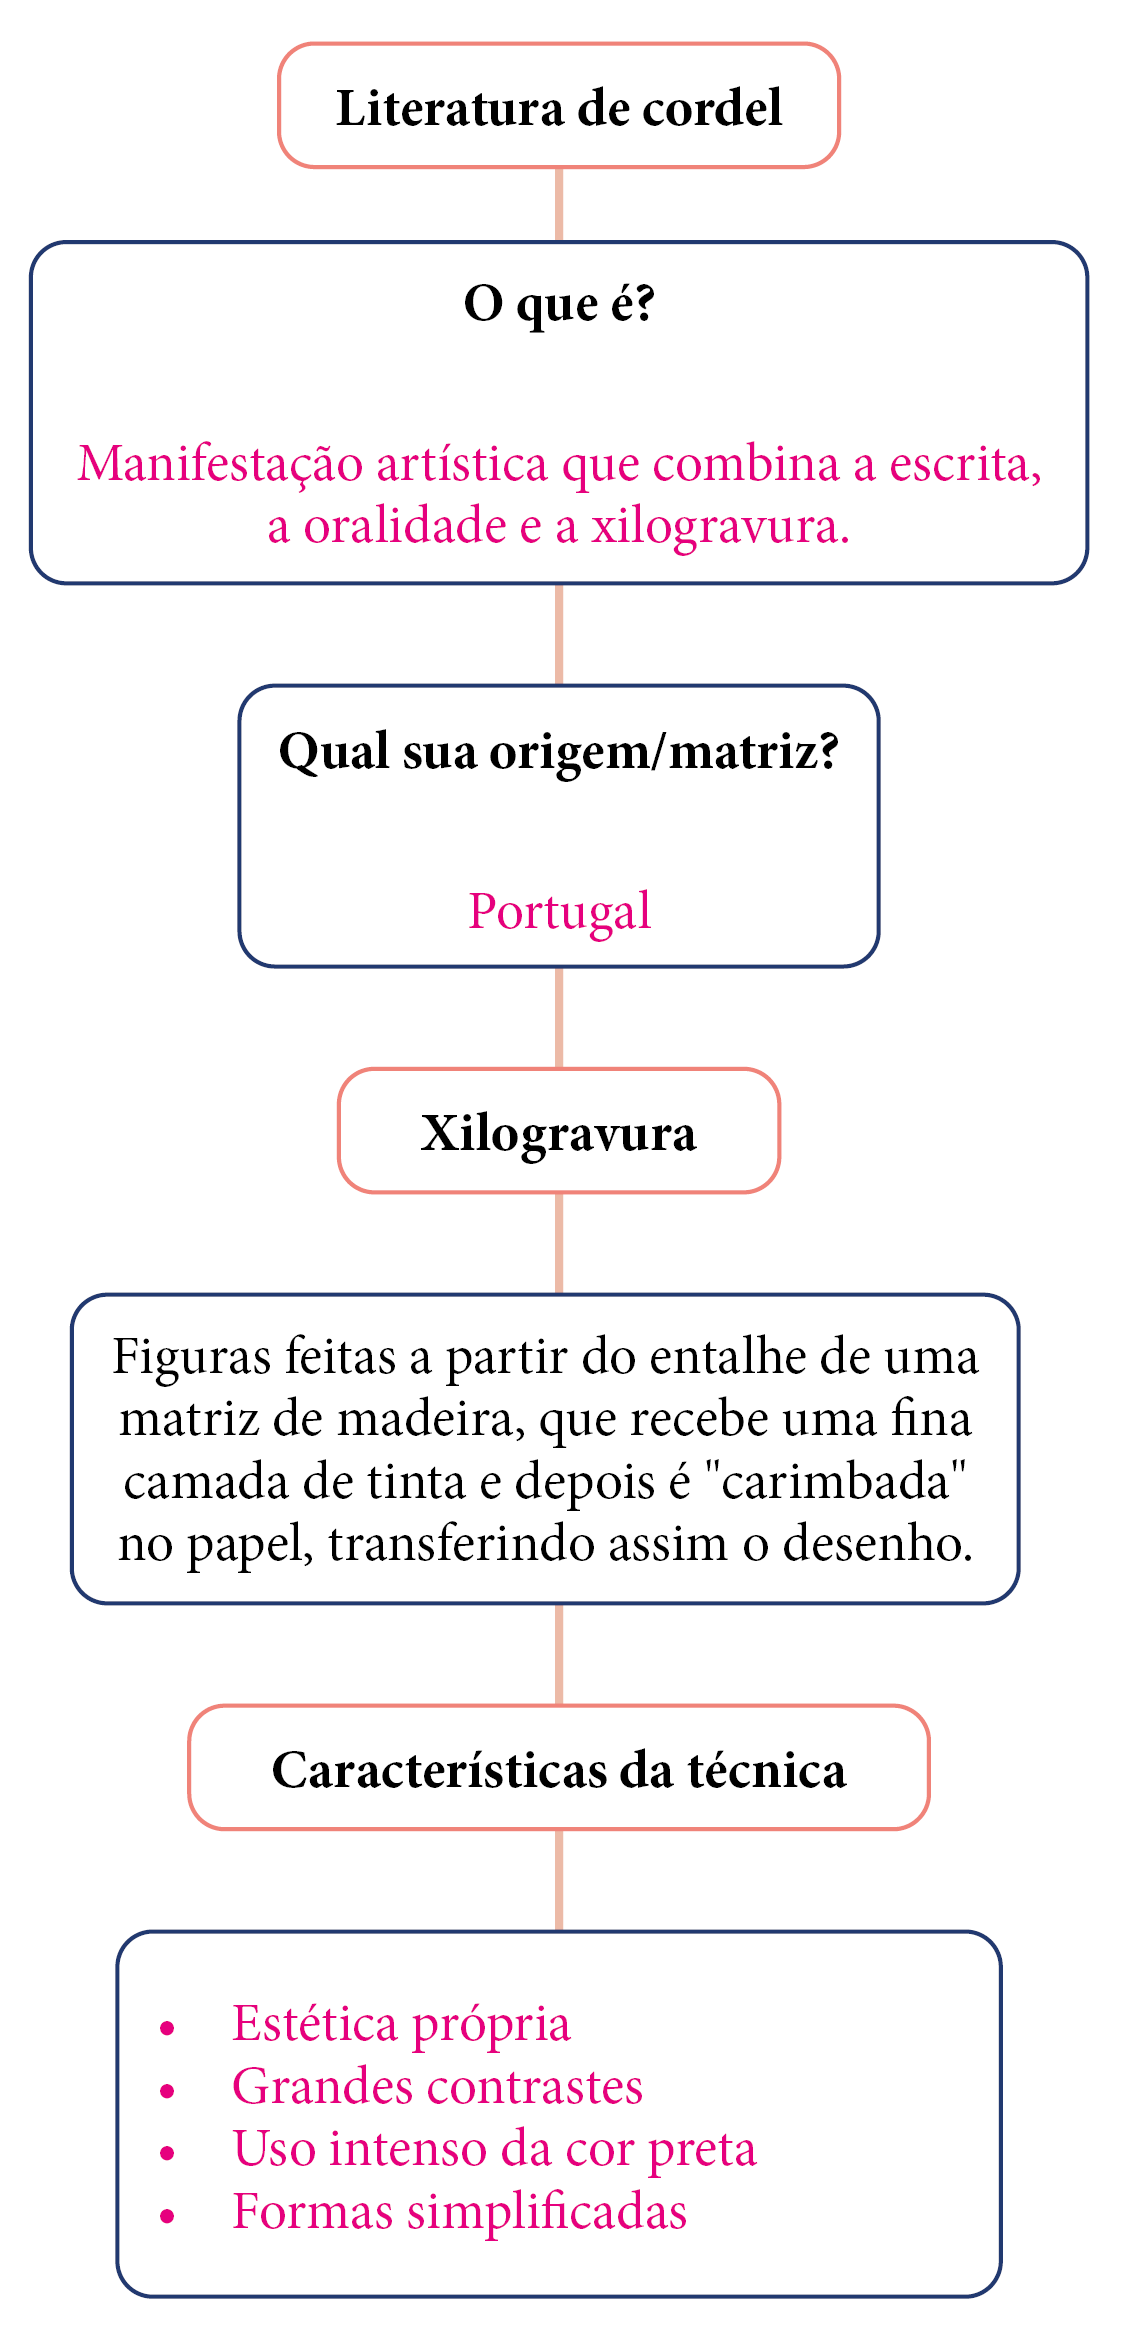 Literatura de cordel
O que é?
Manifestação artística que combina a escrita,
a oralidade e a xilogravura.
Qual sua origem/matriz?
Portugal
Xilogravura
Figuras feitas a partir do entalhe de uma
matriz de madeira, que recebe uma fina
camada de tinta e depois é "carimbada"
no papel, transferindo assim o desenho.
Características da técnica
• Estética própria
• Grandes contrastes
• Uso intenso da cor preta
• Formas simplificadas